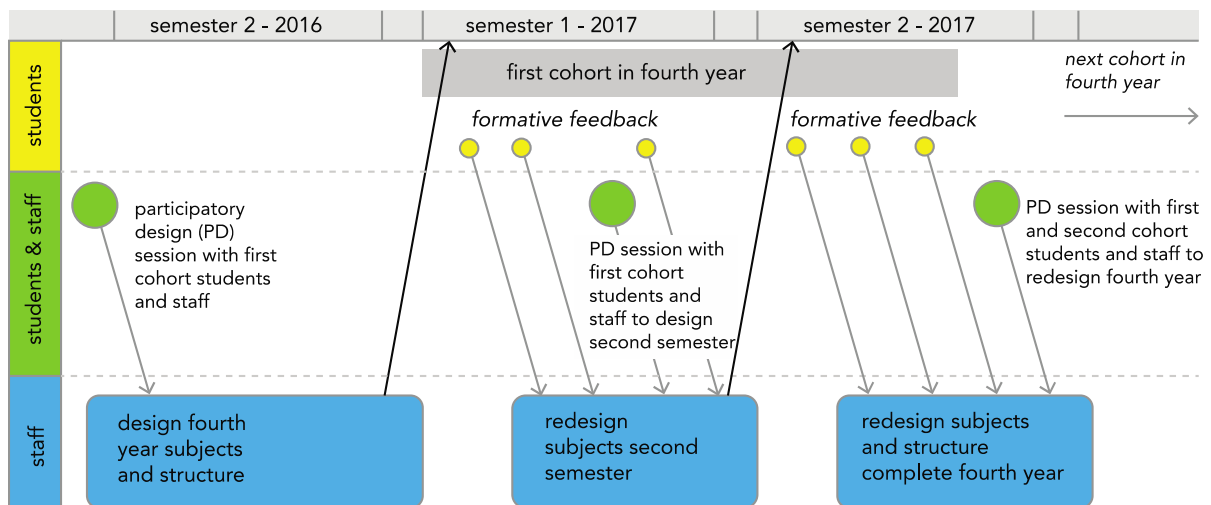 semester 2 - 2016
semester 1 - 2017
semester 2 - 2017
students
first cohort in fourth year
next cohort in
fourth year
formative feedback
formative feedback
students & staff
participatory
design (PD)
session with first
cohort students
and staff
PD session with
first cohort
students and
staff to design
second semester
PD session with first
and second cohort
students and staff to
redesign fourth year
staff
design fourth
year subjects
and structure
redesign
subjects second
semester
redesign subjects
and structure
complete fourth year